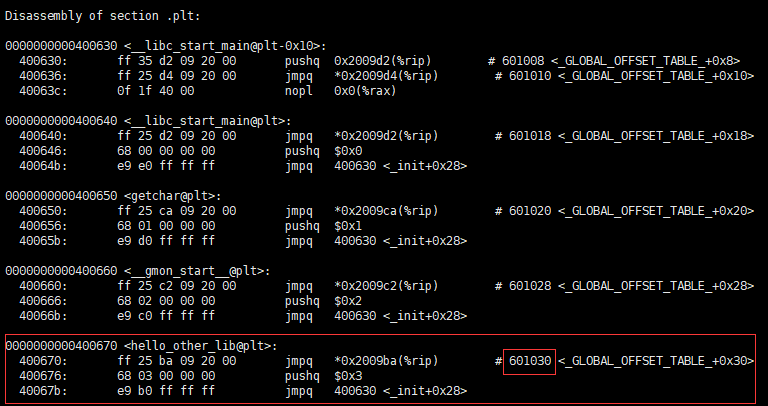 Disassembly of section .plt:
0000000000400630 <__libc_start_main@plt-0x10>:
400630: ff 35 d2 09 20 00 pushq 0x2009d2(%rip) # 601008 <_GLOBAL_OFFSET_TABLE_+0x8>
400636: ff 25 d4 09 20 00 jmpq *0x2009d4(%rip) # 601010 <_GLOBAL_OFFSET_TABLE_+0x10>
40063c: 0f 1f 40 00 nopl 0x0(%rax)
0000000000400640 <__libc_start_main@plt>:
400640: ff 25 d2 09 20 00 jmpq *0x2009d2(%rip) # 601018 <_GLOBAL_OFFSET_TABLE_+0x18>
400646: 68 00 00 00 00 pushq $0x0
40064b: e9 e0 ff ff ff jmpq 400630 <_init+0x28>
0000000000400650 <getchar@plt>:
400650: ff 25 ca 09 20 00 jmpq *0x2009ca(%rip) # 601020 <_GLOBAL_OFFSET_TABLE_+0x20>
400656: 68 01 00 00 00 pushq $0x1
40065b: e9 d0 ff ff ff jmpq 400630 <_init+0x28>
0000000000400660 <__gmon_start__@plt>:
400660: ff 25 c2 09 20 00 jmpq *0x2009c2(%rip) # 601028 <_GLOBAL_OFFSET_TABLE_+0x28>
400666: 68 02 00 00 00 pushq $0x2
40066b: e9 c0 ff ff ff jmpq 400630 <_init+0x28>
0000000000400670 <hello_other_lib@plt>:
400670: ff 25 ba 09 20 00 jmpq *0x2009ba(%rip) # 601030 <_GLOBAL_OFFSET_TABLE_+0x30>
400676: 68 03 00 00 00 pushq $0x3
40067b: e9 b0 ff ff ff jmpq 400630 <_init+0x28>